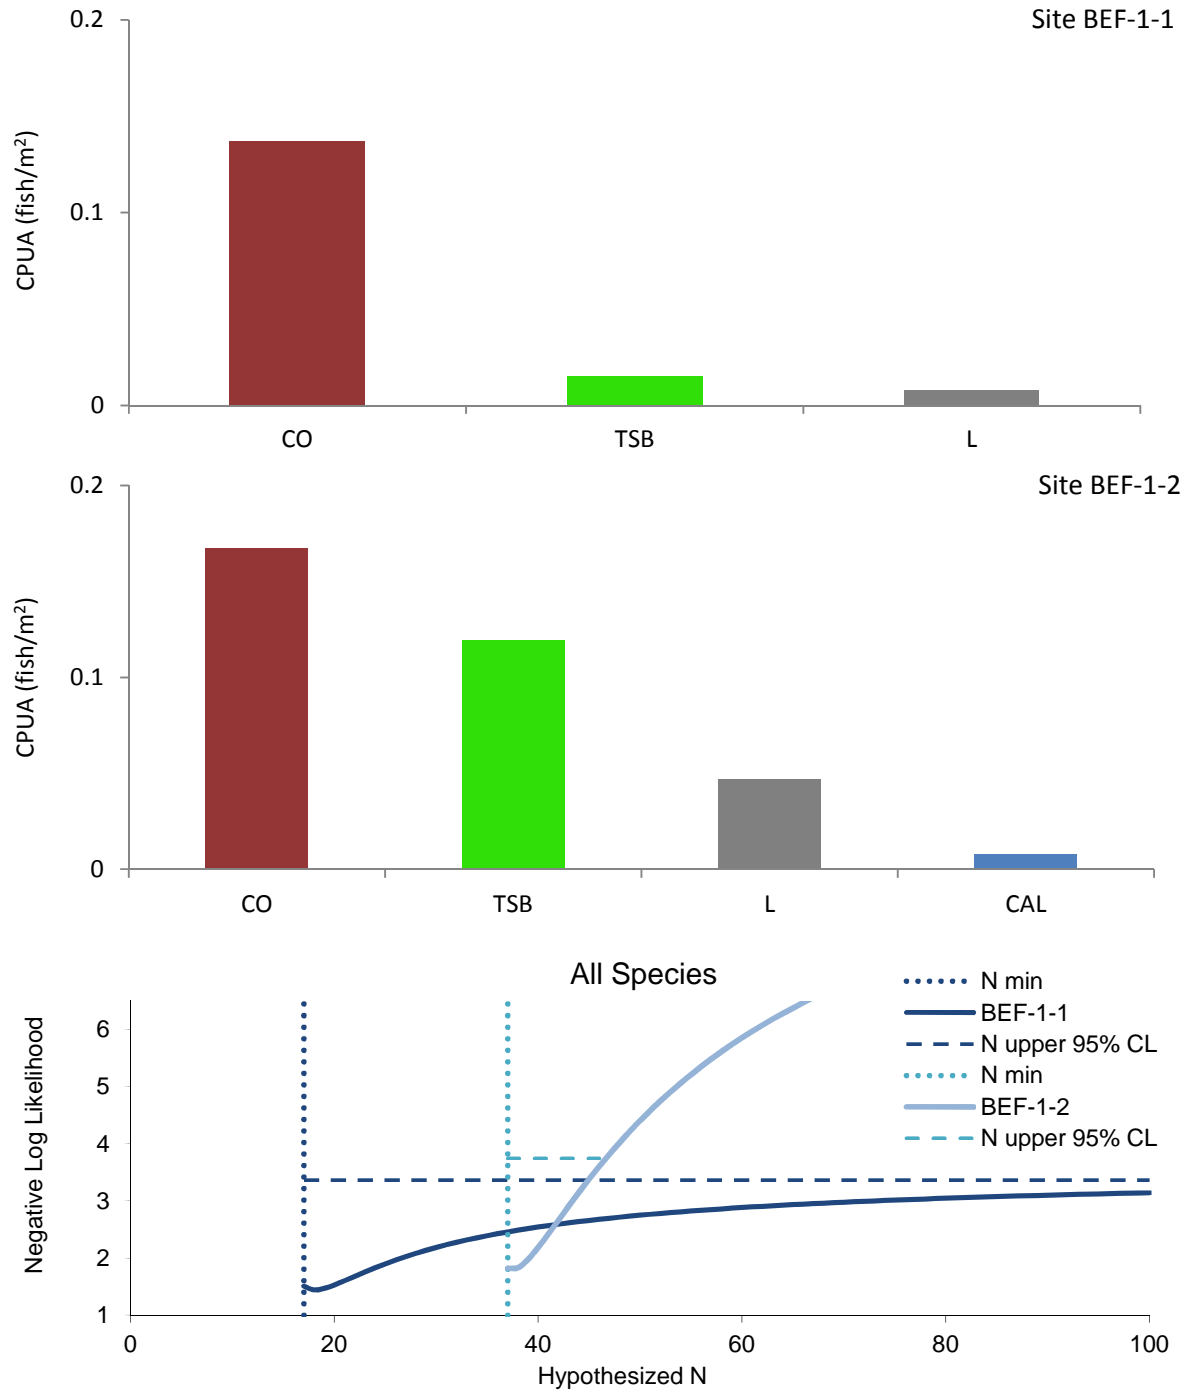 Site BEF-1-1
CPUA (fish/m²)
0.2
0.1
0
CO TSB L
Site BEF-1-2
CPUA (fish/m²)
0.2
0.1
0
CO TSB L CAL
All Species
Negative Log Likelihood
6
5
4
3
2
1
N min
BEF-1-1
N upper 95% CL
N min
BEF-1-2
N upper 95% CL
0 20 40 60 80 100
Hypothesized N